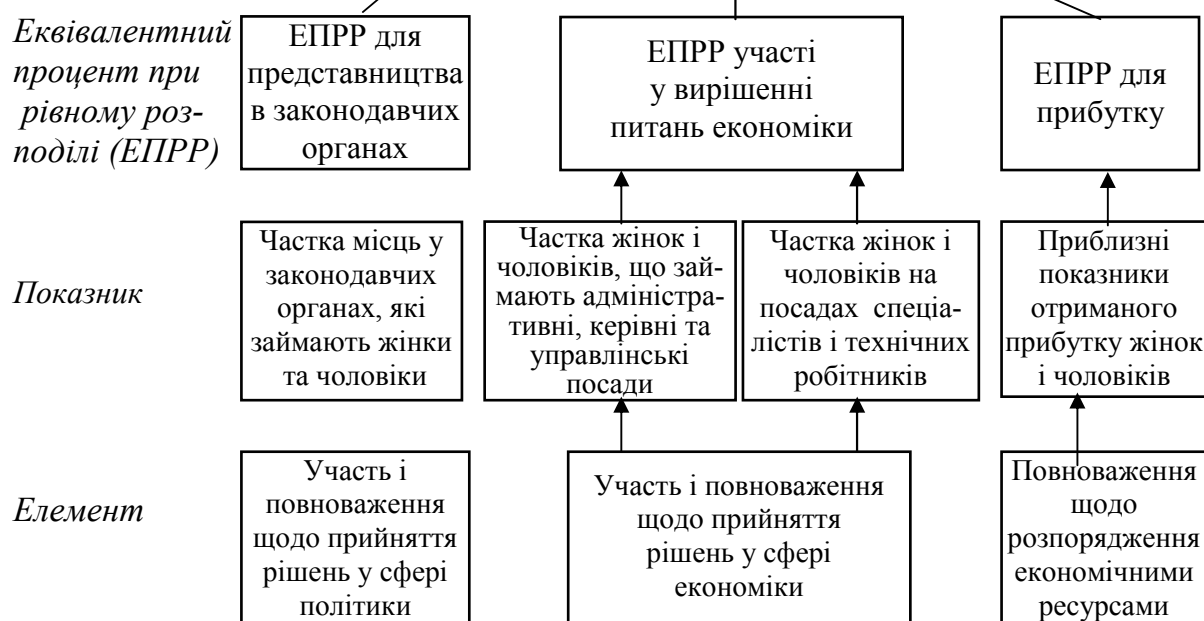 Еквівалентний
процент при
рівному роз-
поділі (ЕПРР)
ЕПРР для
представництва
в законодавчих
органах
ЕПРР участі
у вирішенні
питань економіки
ЕПРР для
прибутку
Показник
Частка місць у
законодавчих
органах, які
займають жінки
та чоловіки
Частка жінок і
чоловіків, що зай-
мають адміністра-
тивні, керівні та
управлінські
посади
Частка жінок і
чоловіків на
посадах спеціа-
лістів і технічних
робітників
Приблизні
показники
отриманого
прибутку жінок
і чоловіків
Елемент
Участь і
повноваження
щодо прийняття
рішень у сфері
політики
Участь і повноваження
щодо прийняття
рішень у сфері
економіки
Повноваження
щодо
розпорядження
економічними
ресурсами